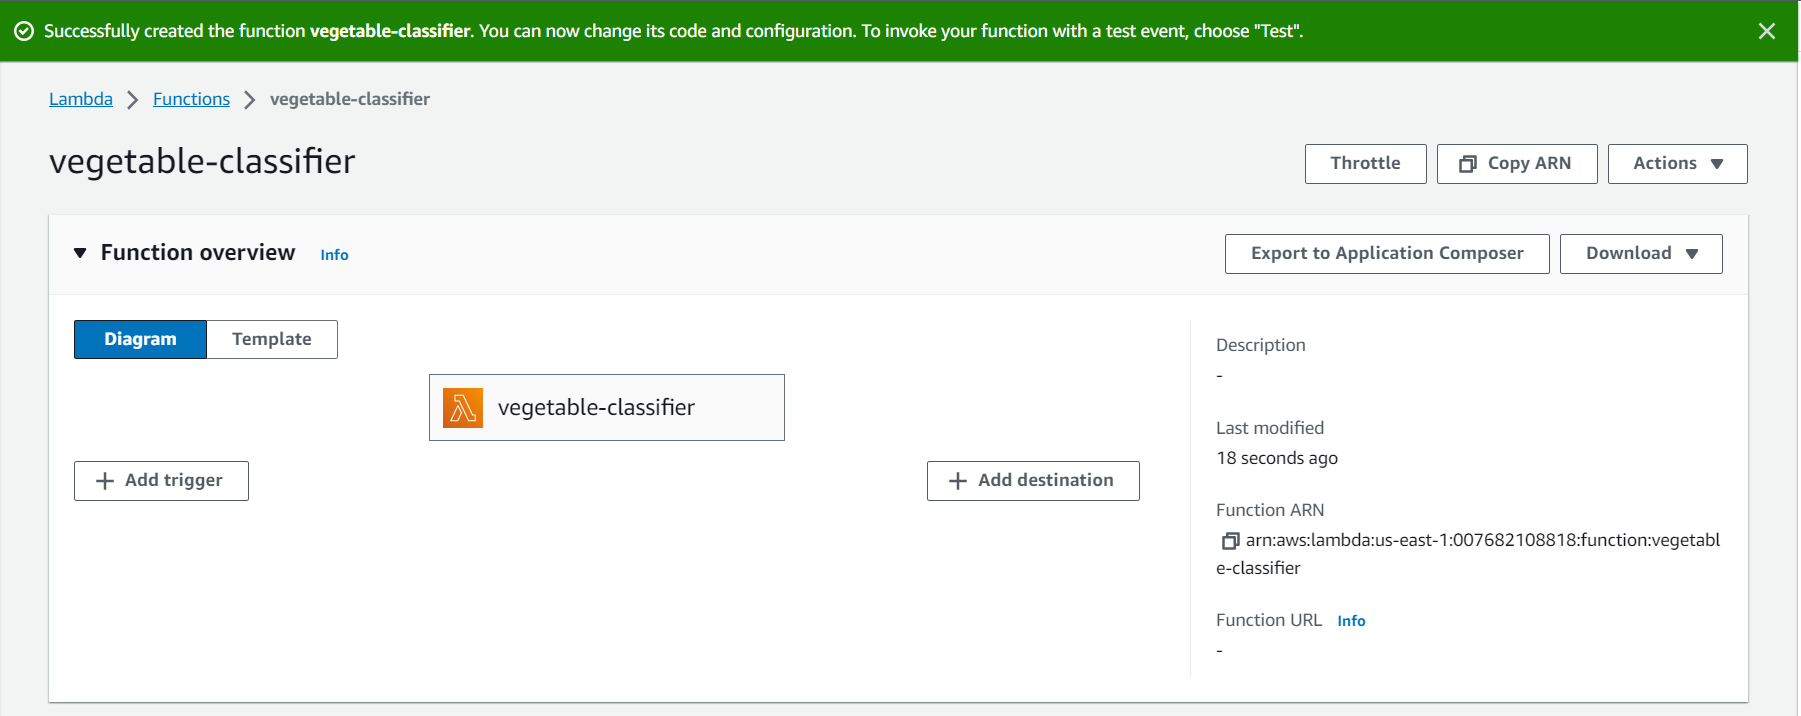 Successfully created the function vegetable-classifier. You can now change its code and configuration. To invoke your function with a test event, choose "Test".
Lambda > Functions > vegetable-classifier
vegetable-classifier
Throttle
Copy ARN
Actions
Function overview Info
Export to Application Composer
Download
Diagram
Template
vegetable-classifier
Add trigger
Add destination
Description
-
Last modified
18 seconds ago
Function ARN
arn:aws:lambda:us-east-1:007682108818:function:vegetabl
e-classifier
Function URL Info
-